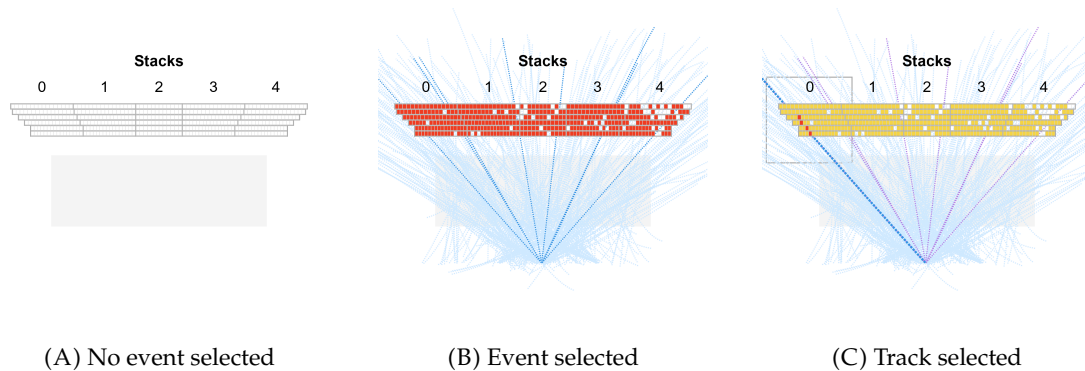 Stacks
0 1 2 3 4
Stacks
0 1 2 3 4
Stacks
0 1 2 3 4
(A) No event selected
(B) Event selected
(C) Track selected